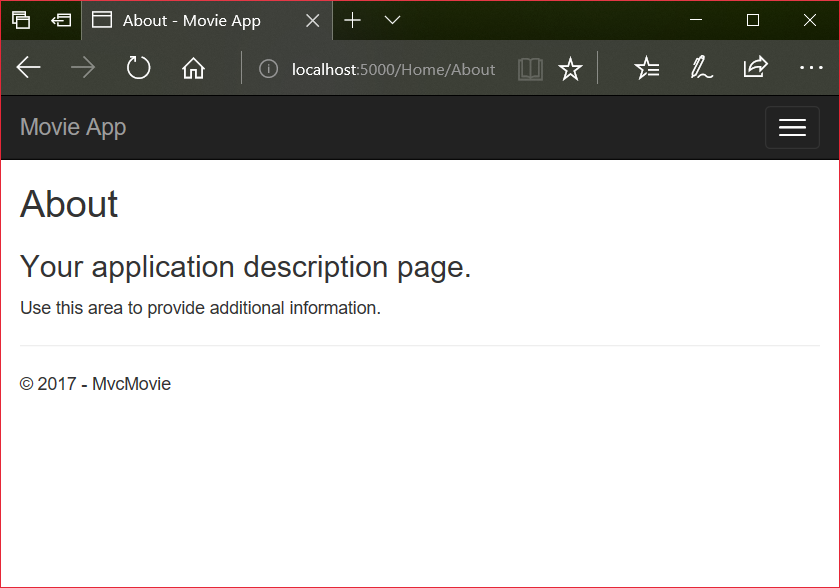 About - Movie App
localhost:5000/Home/About
Movie App
About
Your application description page.
Use this area to provide additional information.
© 2017 - MvcMovie